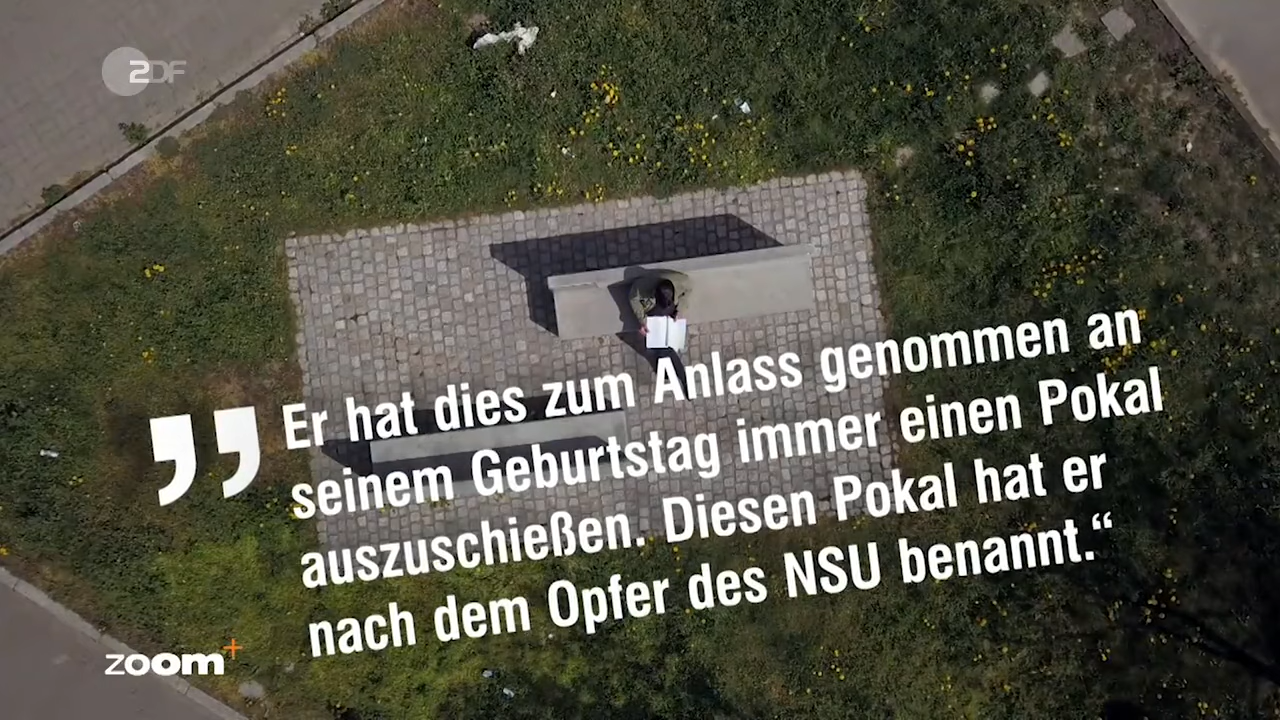 ZDF
„Er hat dies zum Anlass genommen an
seinem Geburtstag immer einen Pokal
auszuschießen. Diesen Pokal hat er
nach dem Opfer des NSU benannt.“
zoom+